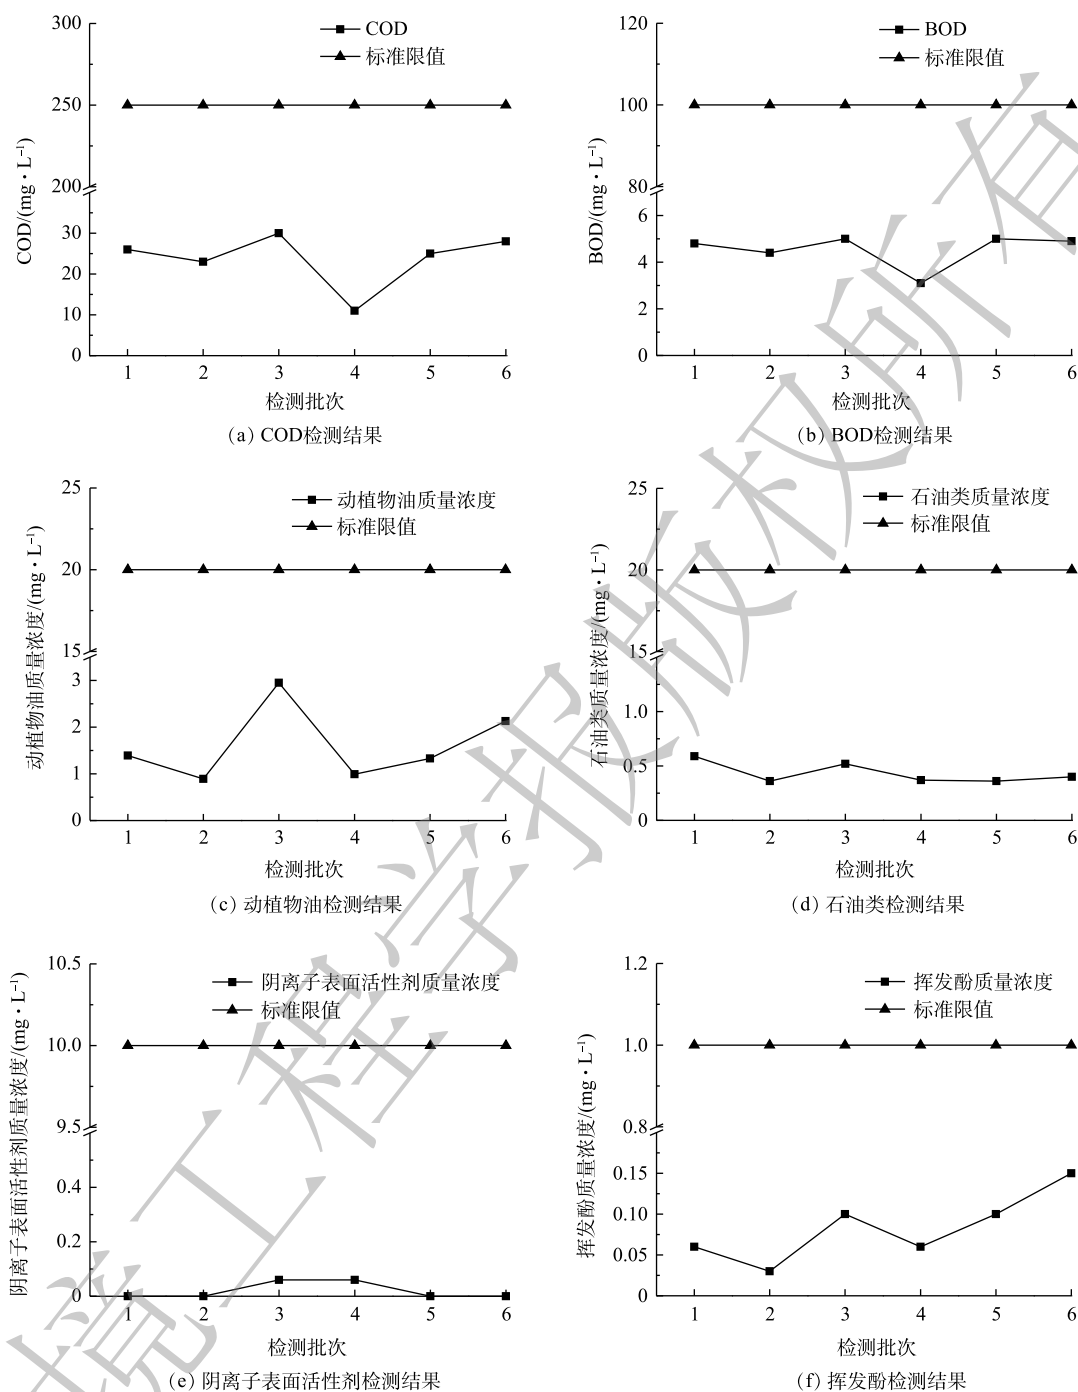 300
250
200
30
20
10
0
COD/(mg·L⁻¹)
COD
标准限值
1 2 3 4 5 6
检测批次
(a) COD检测结果
120
100
80
6
4
2
0
BOD/(mg·L⁻¹)
BOD
标准限值
1 2 3 4 5 6
检测批次
(b) BOD检测结果
25
20
15
3
2
1
0
动植物油质量浓度/(mg·L⁻¹)
动植物油质量浓度
标准限值
1 2 3 4 5 6
检测批次
(c) 动植物油检测结果
25
20
15
1.0
0.5
0
石油类质量浓度/(mg·L⁻¹)
石油类质量浓度
标准限值
1 2 3 4 5 6
检测批次
(d) 石油类检测结果
10.5
10.0
9.5
0.4
0.2
0
阴离子表面活性剂质量浓度/(mg·L⁻¹)
阴离子表面活性剂质量浓度
标准限值
1 2 3 4 5 6
检测批次
(e) 阴离子表面活性剂检测结果
1.2
1.0
0.8
0.15
0.10
0.05
0
挥发酚质量浓度/(mg·L⁻¹)
挥发酚质量浓度
标准限值
1 2 3 4 5 6
检测批次
(f) 挥发酚检测结果
境工程学报版权所有